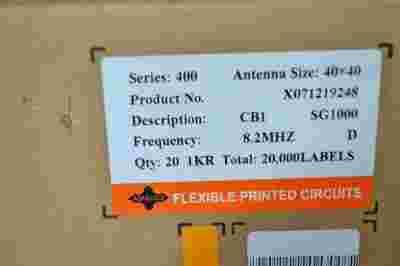 Series: 400 Antenna Size: 40×40
Product No. X071219248
Description: CB1 SG1000
Frequency: 8.2MHZ D
Qty: 20 1KR Total: 20,000LABELS
FLEXIBLE PRINTED CIRCUITS